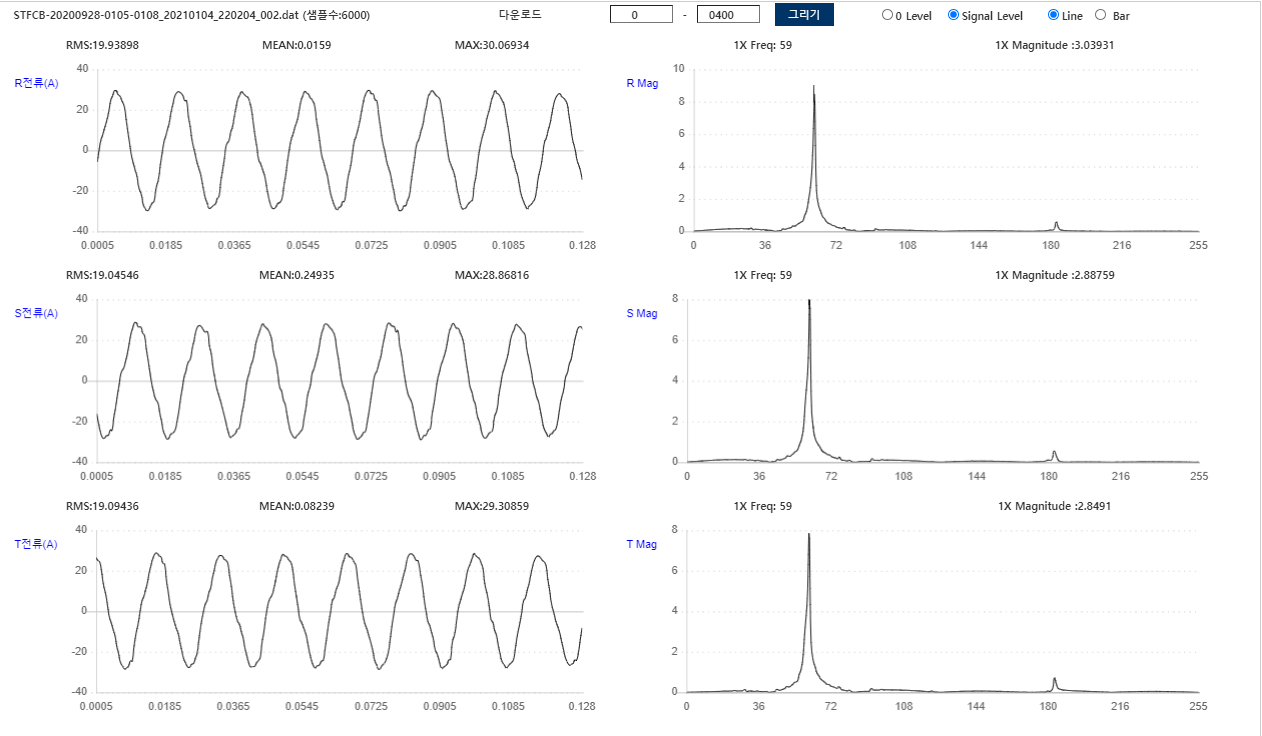 STFCB-20200928-0105-0108_20210104_220204_002.dat (샘플수:6000) 다운로드 0 - 0400 그리기 0 Level Signal Level Line Bar
RMS:19.93898 MEAN:0.0159 MAX:30.06934 1X Freq: 59 1X Magnitude :3.03931
R전류(A)
40
20
0
-20
-40
0.0005 0.0185 0.0365 0.0545 0.0725 0.0905 0.1085 0.128
R Mag
10
8
6
4
2
0
0 36 72 108 144 180 216 255
RMS:19.04546 MEAN:0.24935 MAX:28.86816 1X Freq: 59 1X Magnitude :2.88759
S전류(A)
40
20
0
-20
-40
0.0005 0.0185 0.0365 0.0545 0.0725 0.0905 0.1085 0.128
S Mag
8
6
4
2
0
0 36 72 108 144 180 216 255
RMS:19.09436 MEAN:0.08239 MAX:29.30859 1X Freq: 59 1X Magnitude :2.8491
T전류(A)
40
20
0
-20
-40
0.0005 0.0185 0.0365 0.0545 0.0725 0.0905 0.1085 0.128
T Mag
8
6
4
2
0
0 36 72 108 144 180 216 255